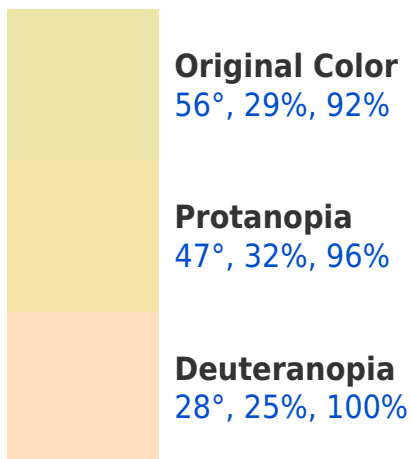 Original Color
56°, 29%, 92%
Protanopia
47°, 32%, 96%
Deuteranopia
28°, 25%, 100%